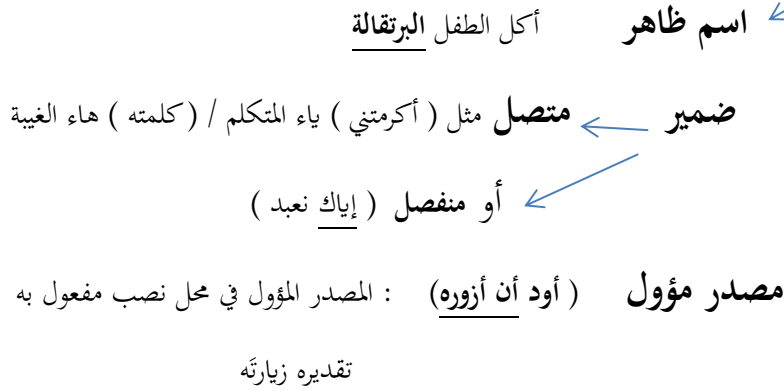 اسم ظاهر أكل الطفل البرتقالة
ضمير متصل مثل ( أكرمتني ) ياء المتكلم / ( كلمته ) هاء الغيبة
أو منفصل ( إياك نعبد )
مصدر مؤول ( أود أن أزوره) : المصدر المؤول في محل نصب مفعول به
تقديره زيارتَه